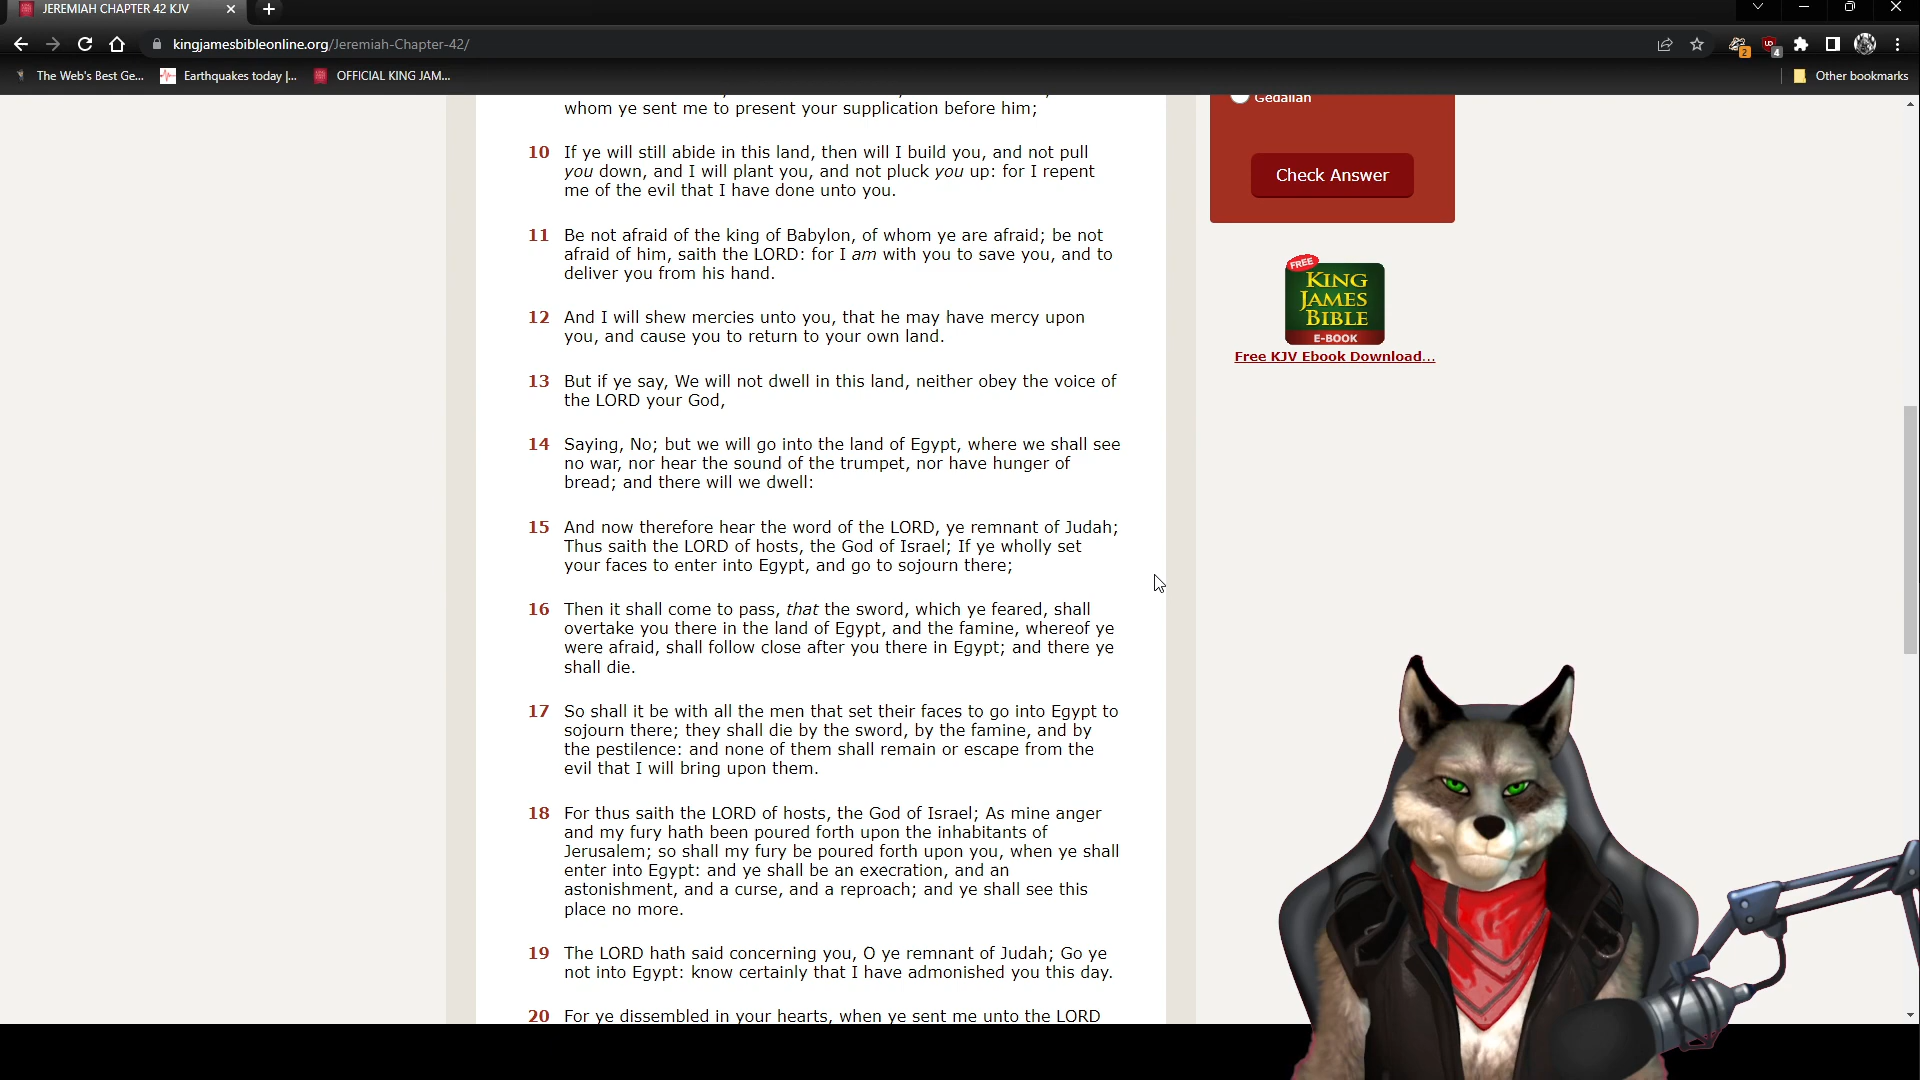 JEREMIAH CHAPTER 42 KJV
kingjamesbibleonline.org/Jeremiah-Chapter-42/
2
4
The Web's Best Ge...
Earthquakes today |...
OFFICIAL KING JAM...
Other bookmarks
whom ye sent me to present your supplication before him;
10 If ye will still abide in this land, then will I build you, and not pull
you down, and I will plant you, and not pluck you up: for I repent
me of the evil that I have done unto you.
11 Be not afraid of the king of Babylon, of whom ye are afraid; be not
afraid of him, saith the LORD: for I am with you to save you, and to
deliver you from his hand.
12 And I will shew mercies unto you, that he may have mercy upon
you, and cause you to return to your own land.
13 But if ye say, We will not dwell in this land, neither obey the voice of
the LORD your God,
14 Saying, No; but we will go into the land of Egypt, where we shall see
no war, nor hear the sound of the trumpet, nor have hunger of
bread; and there will we dwell:
15 And now therefore hear the word of the LORD, ye remnant of Judah;
Thus saith the LORD of hosts, the God of Israel; If ye wholly set
your faces to enter into Egypt, and go to sojourn there;
16 Then it shall come to pass, that the sword, which ye feared, shall
overtake you there in the land of Egypt, and the famine, whereof ye
were afraid, shall follow close after you there in Egypt; and there ye
shall die.
17 So shall it be with all the men that set their faces to go into Egypt to
sojourn there; they shall die by the sword, by the famine, and by
the pestilence: and none of them shall remain or escape from the
evil that I will bring upon them.
18 For thus saith the LORD of hosts, the God of Israel; As mine anger
and my fury hath been poured forth upon the inhabitants of
Jerusalem; so shall my fury be poured forth upon you, when ye shall
enter into Egypt: and ye shall be an execration, and an
astonishment, and a curse, and a reproach; and ye shall see this
place no more.
19 The LORD hath said concerning you, O ye remnant of Judah; Go ye
not into Egypt: know certainly that I have admonished you this day.
20 For ye dissembled in your hearts, when ye sent me unto the LORD
Gedaliah
Check Answer
FREE
KING
JAMES
BIBLE
E-BOOK
Free KJV Ebook Download...